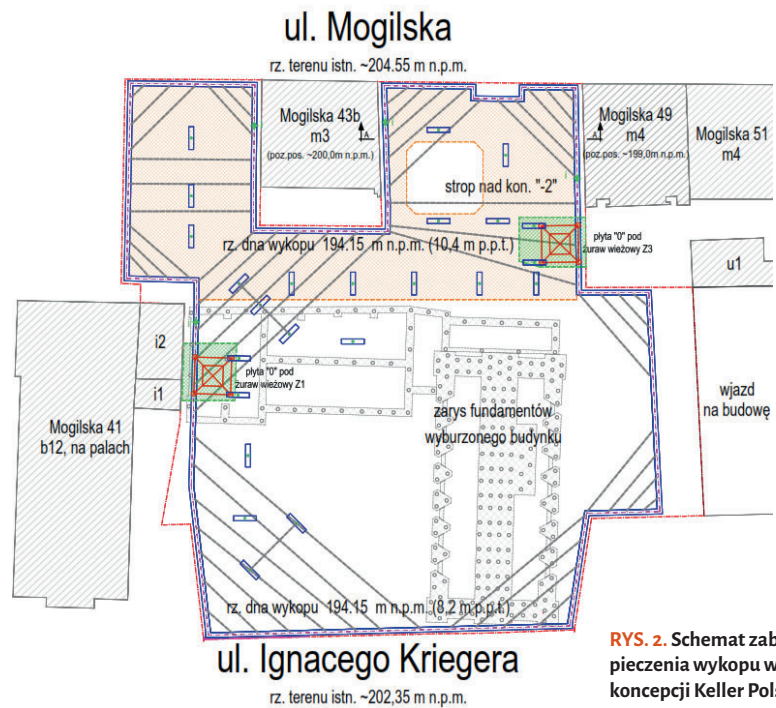 ul. Mogilska
rz. terenu istn. ~204.55 m n.p.m.
Mogilska 43b
m3
(poz.pos. ~200,0m n.p.m.)
A
A
Mogilska 49
m4
(poz.pos. ~199,0m n.p.m.)
Mogilska 51
m4
strop nad kon. "-2"
rz. dna wykopu 194.15 m n.p.m. (10,4 m p.p.t.)
płyta "0" pod
żuraw wieżowy Z3
u1
i2
i1
płyta "0" pod
żuraw wieżowy Z1
Mogilska 41
b12, na palach
zarys fundamentów
wyburzonego budynku
wjazd
na budowę
rz. dna wykopu 194.15 m n.p.m. (8,2 m p.p.t.)
ul. Ignacego Kriegera
rz. terenu istn. ~202,35 m n.p.m.
RYS. 2. Schemat zab
pieczenia wykopu w
koncepcji Keller Pols